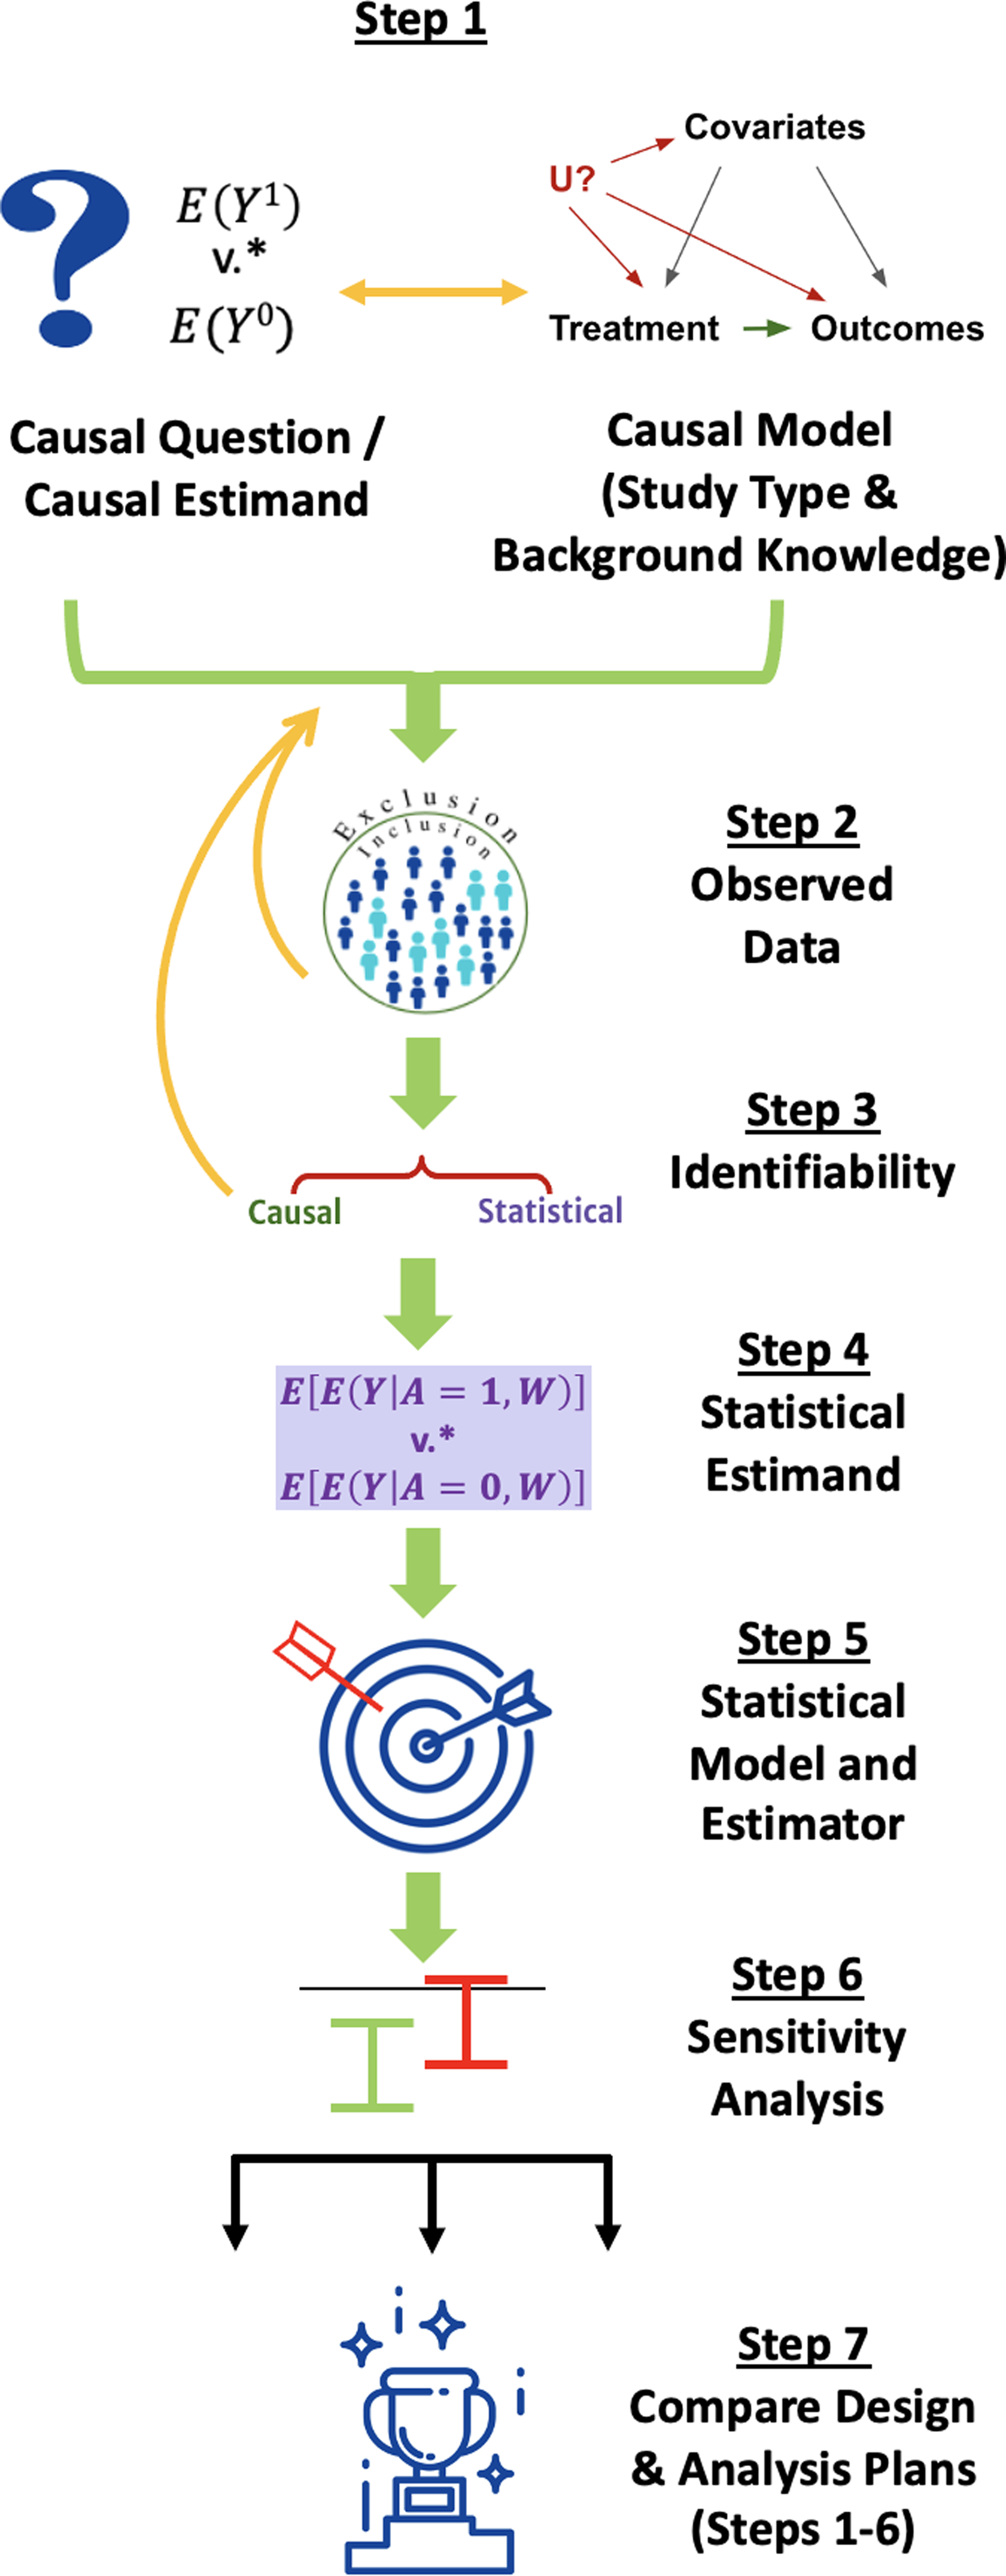 Step 1
Covariates
U?
E(Y¹)
v.*
E(Y⁰)
Treatment
Outcomes
Causal Question /
Causal Estimand
Causal Model
(Study Type &
Background Knowledge)
Exclusion
Inclusion
Step 2
Observed
Data
Step 3
Identifiability
Causal
Statistical
Step 4
Statistical
Estimand
E[E(Y|A = 1, W)]
v.*
E[E(Y|A = 0, W)]
Step 5
Statistical
Model and
Estimator
Step 6
Sensitivity
Analysis
Step 7
Compare Design
& Analysis Plans
(Steps 1-6)